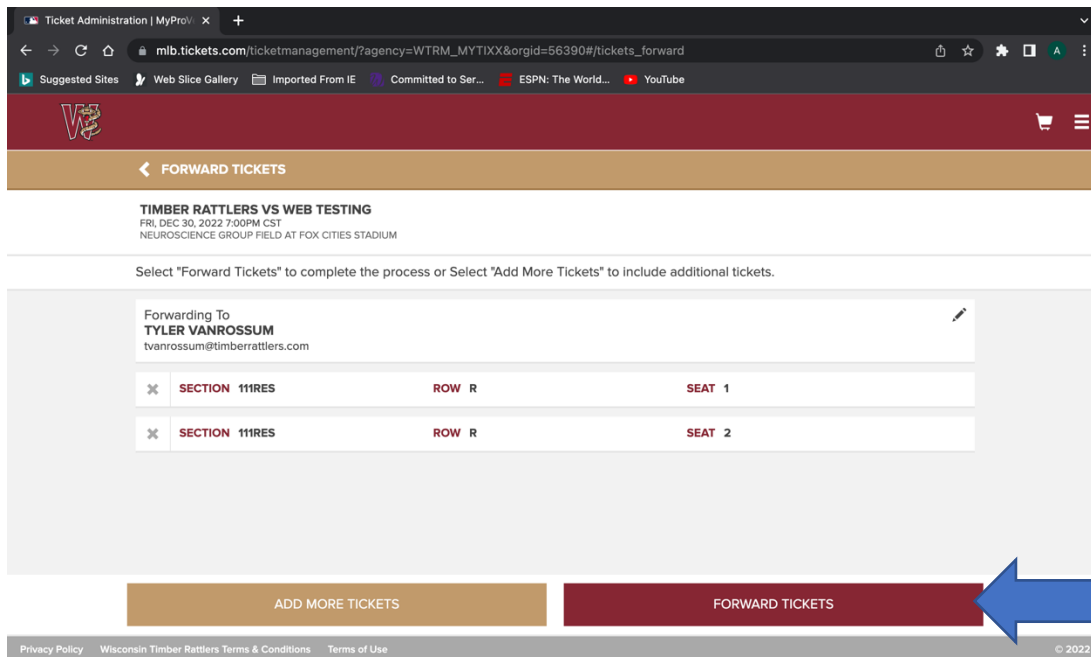 Ticket Administration | MyProV
mlb.tickets.com/ticketmanagement/?agency=WTRM_MYTIXX&orgid=56390#/tickets_forward
A
Suggested Sites Web Slice Gallery Imported From IE Committed to Ser... ESPN: The World... YouTube
W
FORWARD TICKETS
TIMBER RATTLERS VS WEB TESTING
FRI, DEC 30, 2022 7:00PM CST
NEUROSCIENCE GROUP FIELD AT FOX CITIES STADIUM
Select "Forward Tickets" to complete the process or Select "Add More Tickets" to include additional tickets.
Forwarding To
TYLER VANROSSUM
tvanrossum@timberrattlers.com
SECTION 111RES ROW R SEAT 1
SECTION 111RES ROW R SEAT 2
ADD MORE TICKETS FORWARD TICKETS
Privacy Policy Wisconsin Timber Rattlers Terms & Conditions Terms of Use © 2022